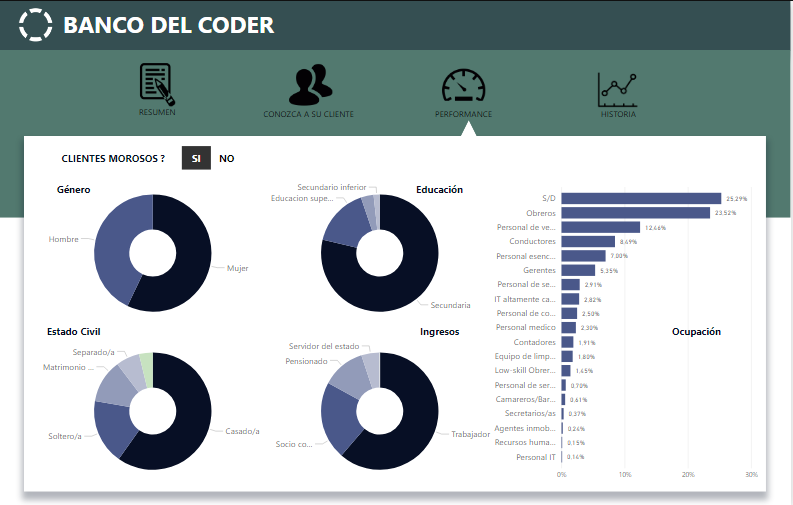 BANCO DEL CODER
RESUMEN
CONOZCA A SU CLIENTE
PERFORMANCE
HISTORIA
CLIENTES MOROSOS ?
SI
NO
Género
Hombre
Mujer
Educación
Secundario inferior
Educacion supe...
Secundaria
Estado Civil
Separado/a
Matrimonio ...
Soltero/a
Casado/a
Ingresos
Servidor del estado
Pensionado
Socio co...
Trabajador
Ocupación
S/D 25.29%
Obreros 23.52%
Personal de ve... 12.46%
Conductores 8.49%
Personal esenc... 7.00%
Gerentes 5.35%
Personal de se... 2.91%
IT altamente ca... 2.82%
Personal de co... 2.50%
Personal medico 2.30%
Contadores 1.91%
Equipo de limp... 1.80%
Low-skill Obrer... 1.45%
Personal de ser... 0.70%
Camareros/Bar... 0.61%
Secretarios/as 0.37%
Agentes inmob... 0.24%
Recursos huma... 0.15%
Personal IT 0.14%
0% 10% 20% 30%